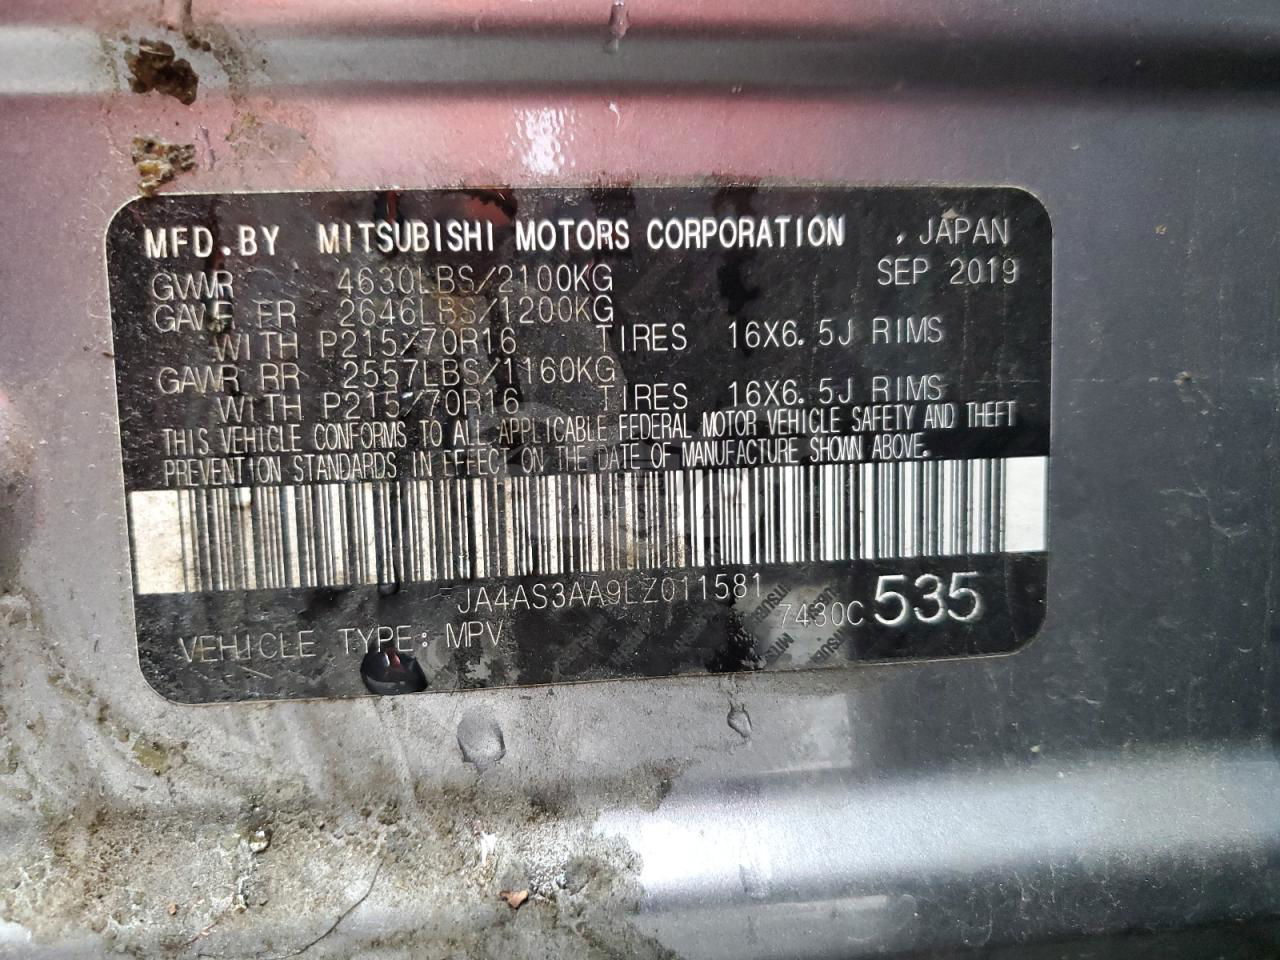 MFD.BY MITSUBISHI MOTORS CORPORATION , JAPAN
GVWR 4630LBS/2100KG SEP 2019
GAWR FR 2646LBS/1200KG
WITH P215/70R16 TIRES 16X6.5J RIMS
GAWR RR 2557LBS/1160KG
WITH P215/70R16 TIRES 16X6.5J RIMS
THIS VEHICLE CONFORMS TO ALL APPLICABLE FEDERAL MOTOR VEHICLE SAFETY AND THEFT
PREVENTION STANDARDS IN EFFECT ON THE DATE OF MANUFACTURE SHOWN ABOVE.
JA4AS3AA9LZ011581
7430C 535
VEHICLE TYPE: MPV